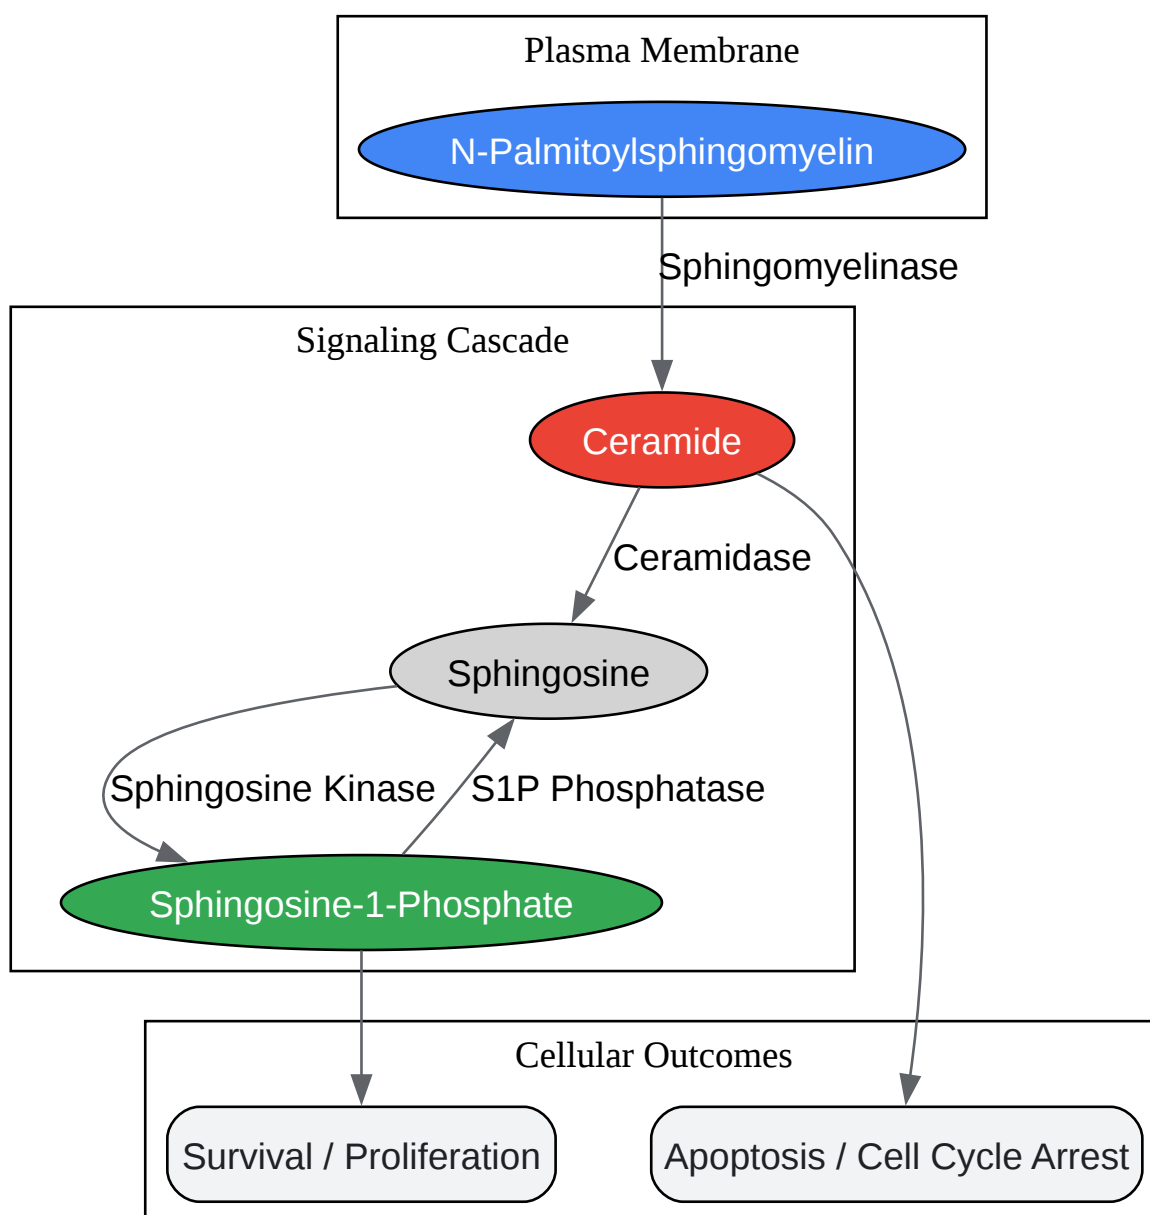 Plasma Membrane
N-Palmitoylsphingomyelin
Sphingomyelinase
Signaling Cascade
Ceramide
Ceramidase
Sphingosine
Sphingosine Kinase
S1P Phosphatase
Sphingosine-1-Phosphate
Cellular Outcomes
Survival / Proliferation
Apoptosis / Cell Cycle Arrest